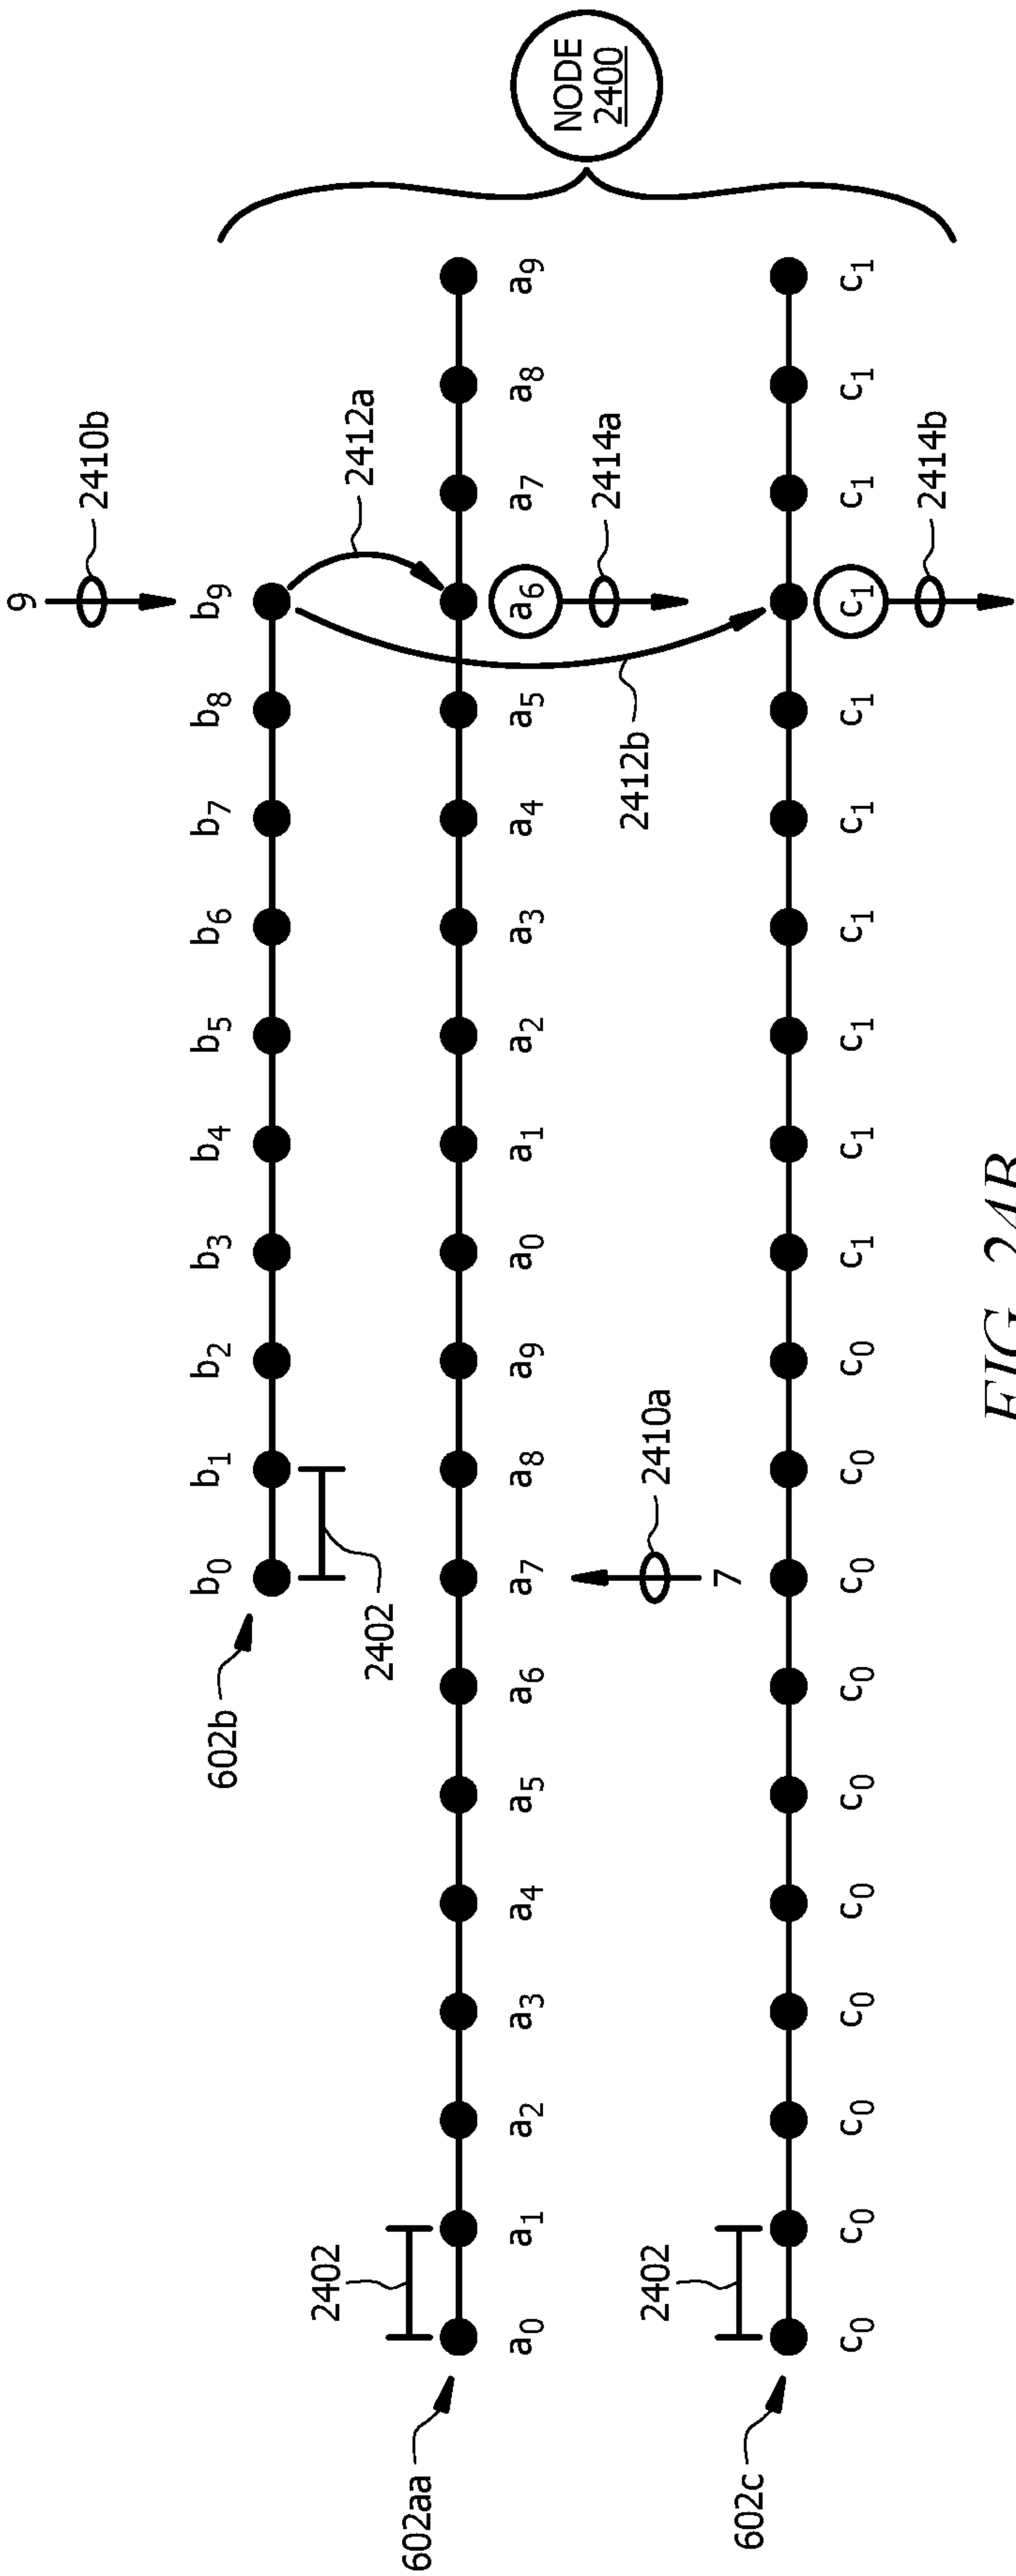 9
2410b
b0 b1 b2 b3 b4 b5 b6 b7 b8 b9
602b
2402
2412a
2402
602aa
a0 a1 a2 a3 a4 a5 a6 a7 a8 a9 a0 a1 a2 a3 a4 a5 a6 a7 a8 a9
NODE
2400
2414a
2412b
2402
2410a
7
602c
c0 c0 c0 c0 c0 c0 c0 c0 c0 c0 c1 c1 c1 c1 c1 c1 c1 c1 c1 c1
2414b
FIG. 24B